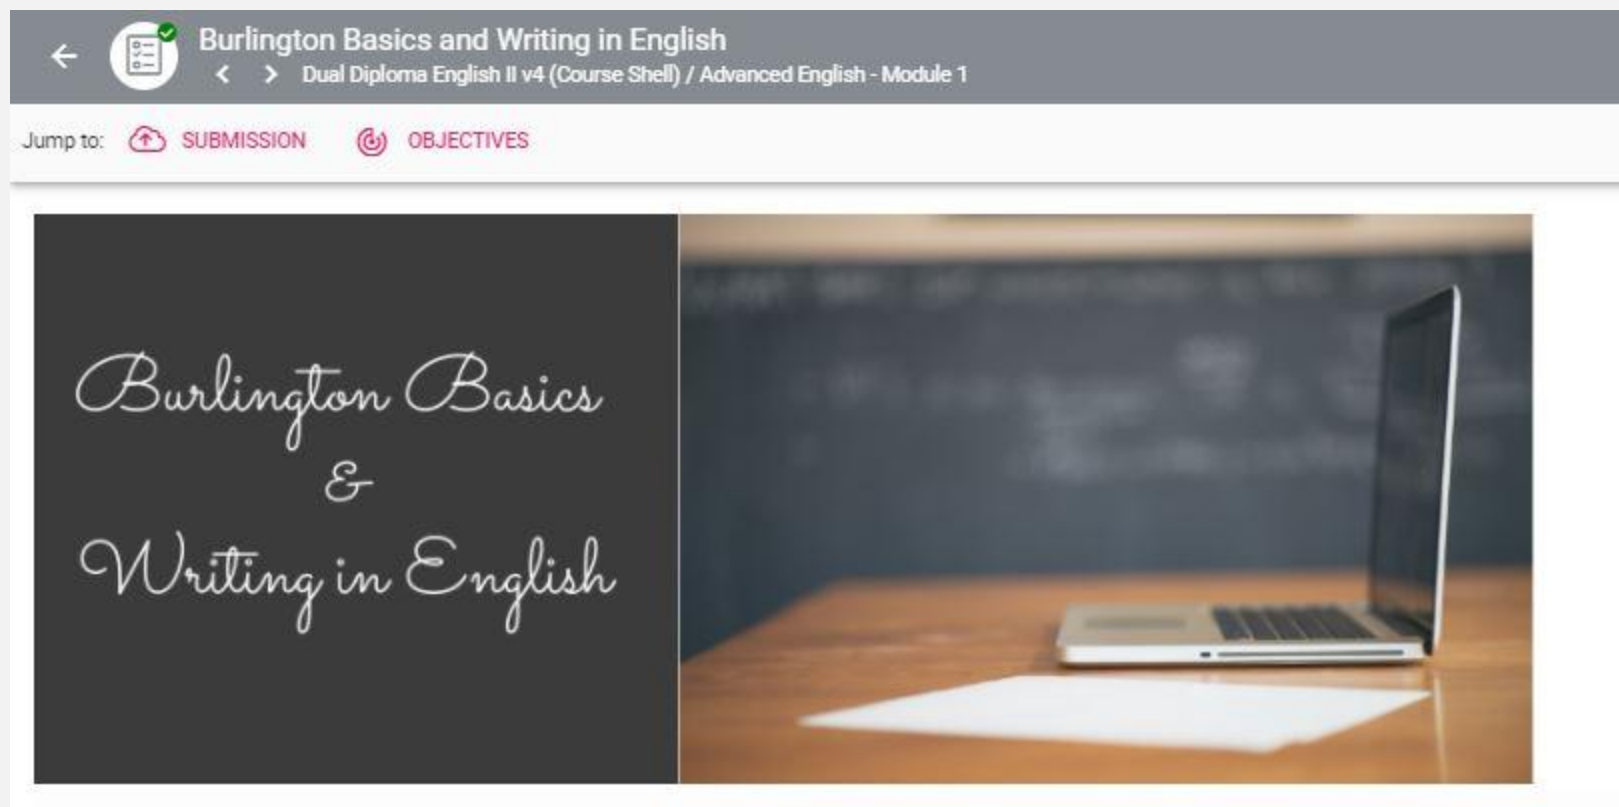 Burlington Basics and Writing in English
Dual Diploma English II v4 (Course Shell) / Advanced English - Module 1
Jump to: SUBMISSION OBJECTIVES
Burlington Basics
&
Writing in English